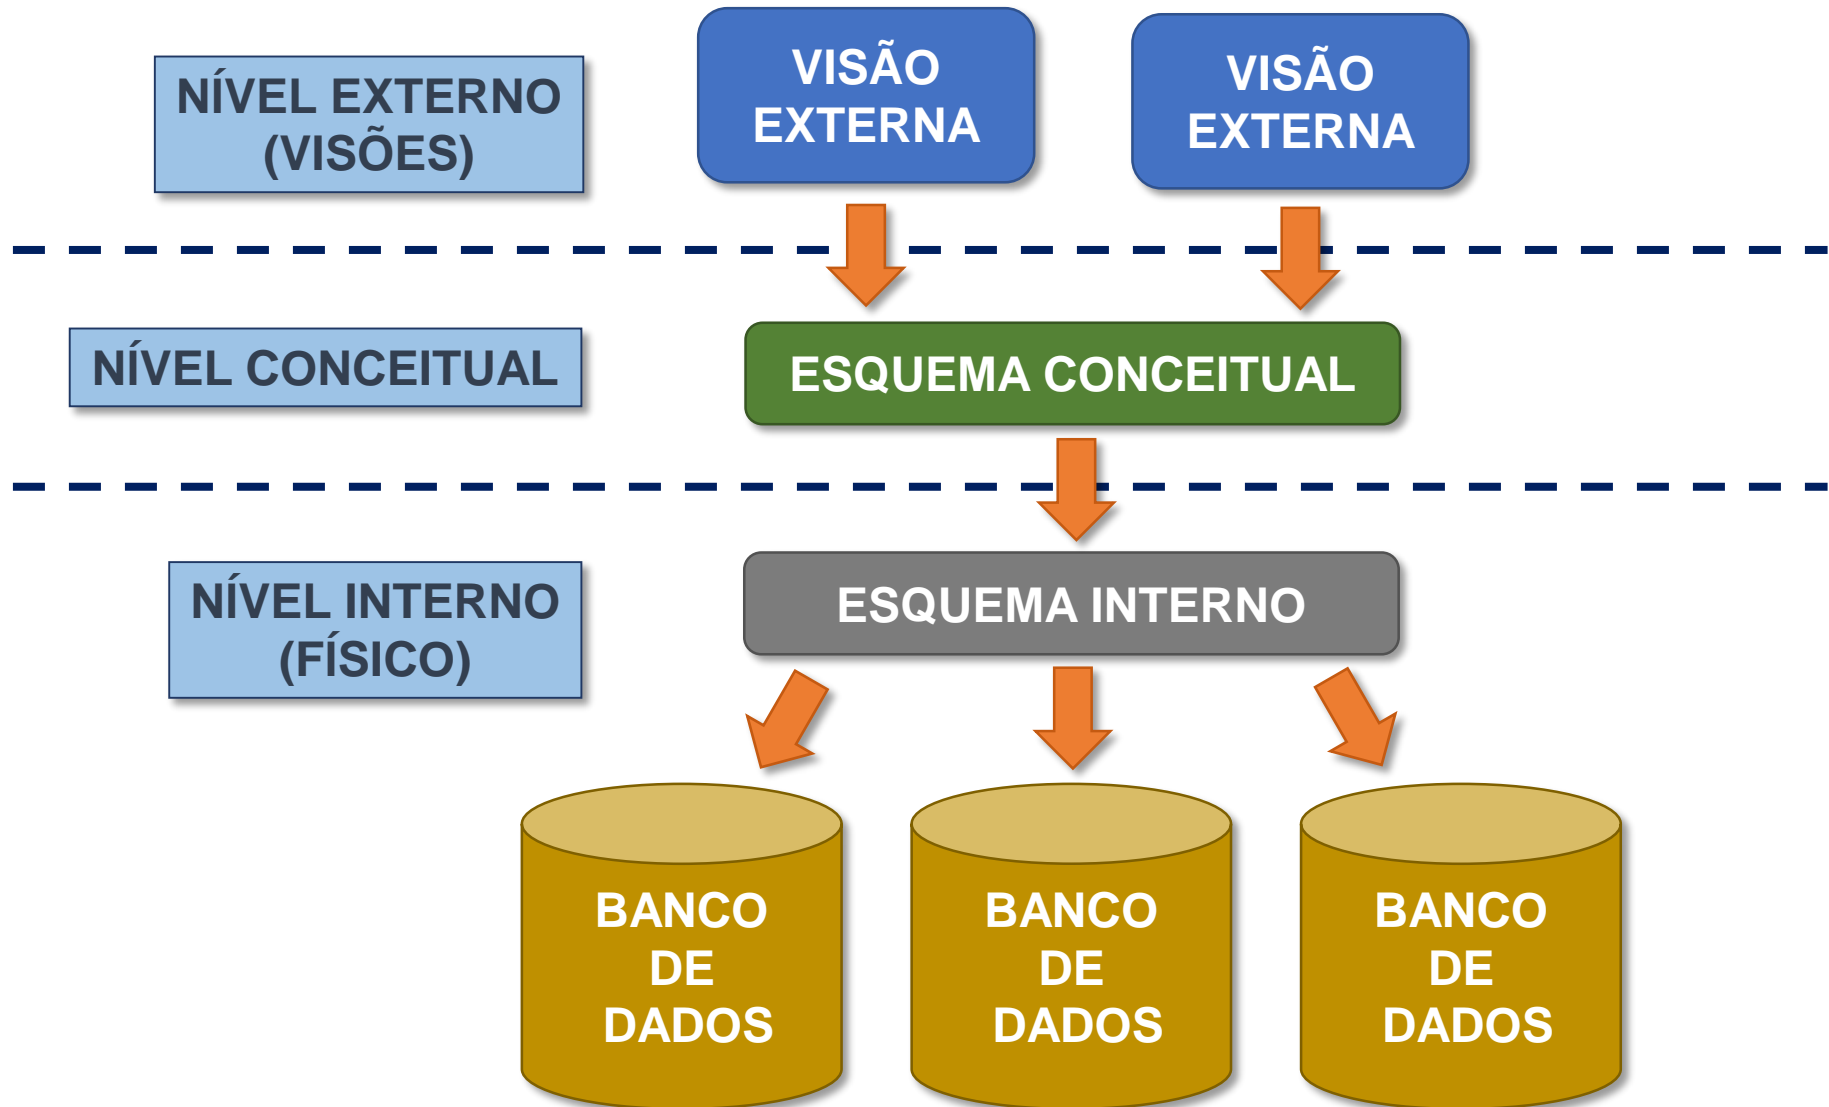 NÍVEL EXTERNO
(VISÕES)
VISÃO
EXTERNA
VISÃO
EXTERNA
NÍVEL CONCEITUAL
ESQUEMA CONCEITUAL
NÍVEL INTERNO
(FÍSICO)
ESQUEMA INTERNO
BANCO
DE
DADOS
BANCO
DE
DADOS
BANCO
DE
DADOS